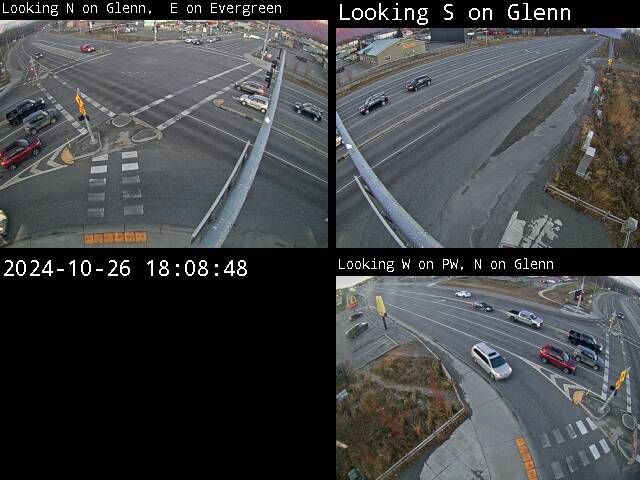 Looking N on Glenn, E on Evergreen
Looking S on Glenn
2024-10-26 18:08:48
Looking W on PW, N on Glenn